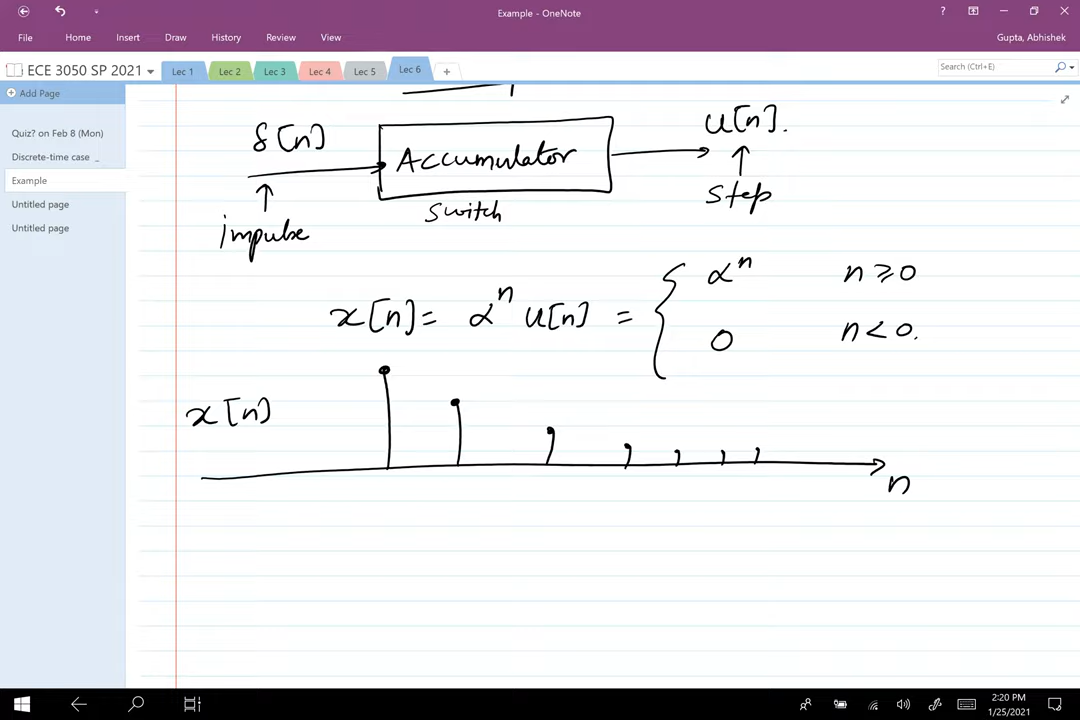 Example - OneNote
?
File Home Insert Draw History Review View
Gupta, Abhishek
ECE 3050 SP 2021
Lec 1 Lec 2 Lec 3 Lec 4 Lec 5 Lec 6 +
Search (Ctrl+E)
Add Page
Quiz? on Feb 8 (Mon)
Discrete-time case
Example
Untitled page
Untitled page
δ[n] Accumulator u[n].
impulse switch step
x[n] = α^n u[n] = { α^n n ≥ 0
0 n < 0.
x[n]
n
2:20 PM
1/25/2021